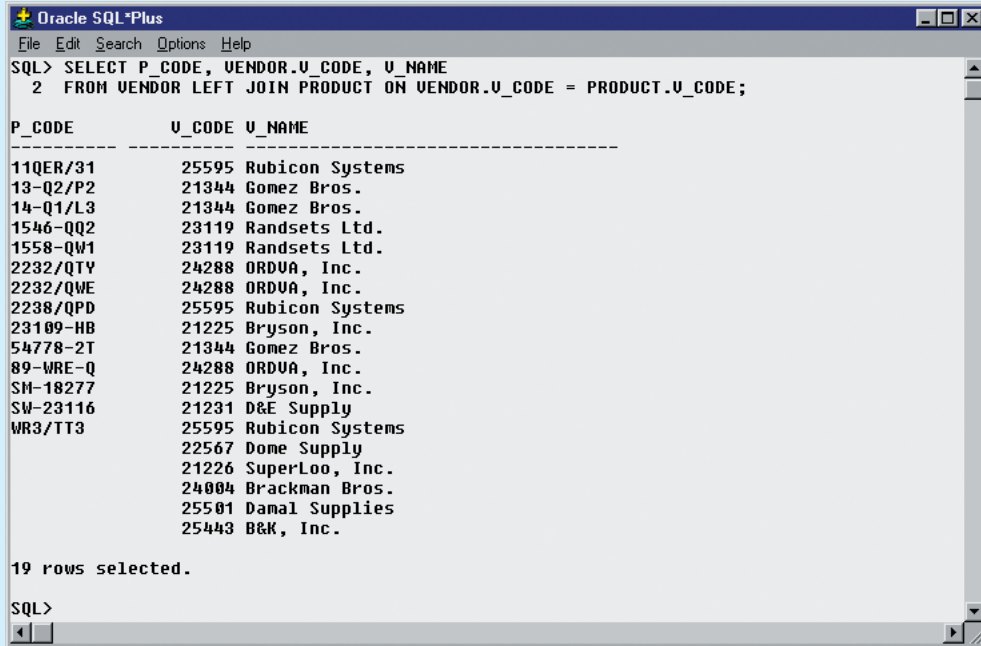 Oracle SQL*Plus
File Edit Search Options Help
SQL> SELECT P_CODE, VENDOR.V_CODE, V_NAME
  2  FROM VENDOR LEFT JOIN PRODUCT ON VENDOR.V_CODE = PRODUCT.V_CODE;
P_CODE         V_CODE V_NAME
---------- ---------- -----------------------------------
11QER/31        25595 Rubicon Systems
13-Q2/P2        21344 Gomez Bros.
14-Q1/L3        21344 Gomez Bros.
1546-QQ2        23119 Randsets Ltd.
1558-QW1        23119 Randsets Ltd.
2232/QTY        24288 ORDVA, Inc.
2232/QWE        24288 ORDVA, Inc.
2238/QPD        25595 Rubicon Systems
23109-HB        21225 Bryson, Inc.
54778-2T        21344 Gomez Bros.
89-WRE-Q        24288 ORDVA, Inc.
SM-18277        21225 Bryson, Inc.
SW-23116        21231 D&E Supply
WR3/TT3         25595 Rubicon Systems
                22567 Dome Supply
                21226 SuperLoo, Inc.
                24004 Brackman Bros.
                25501 Damal Supplies
                25443 B&K, Inc.
19 rows selected.
SQL>